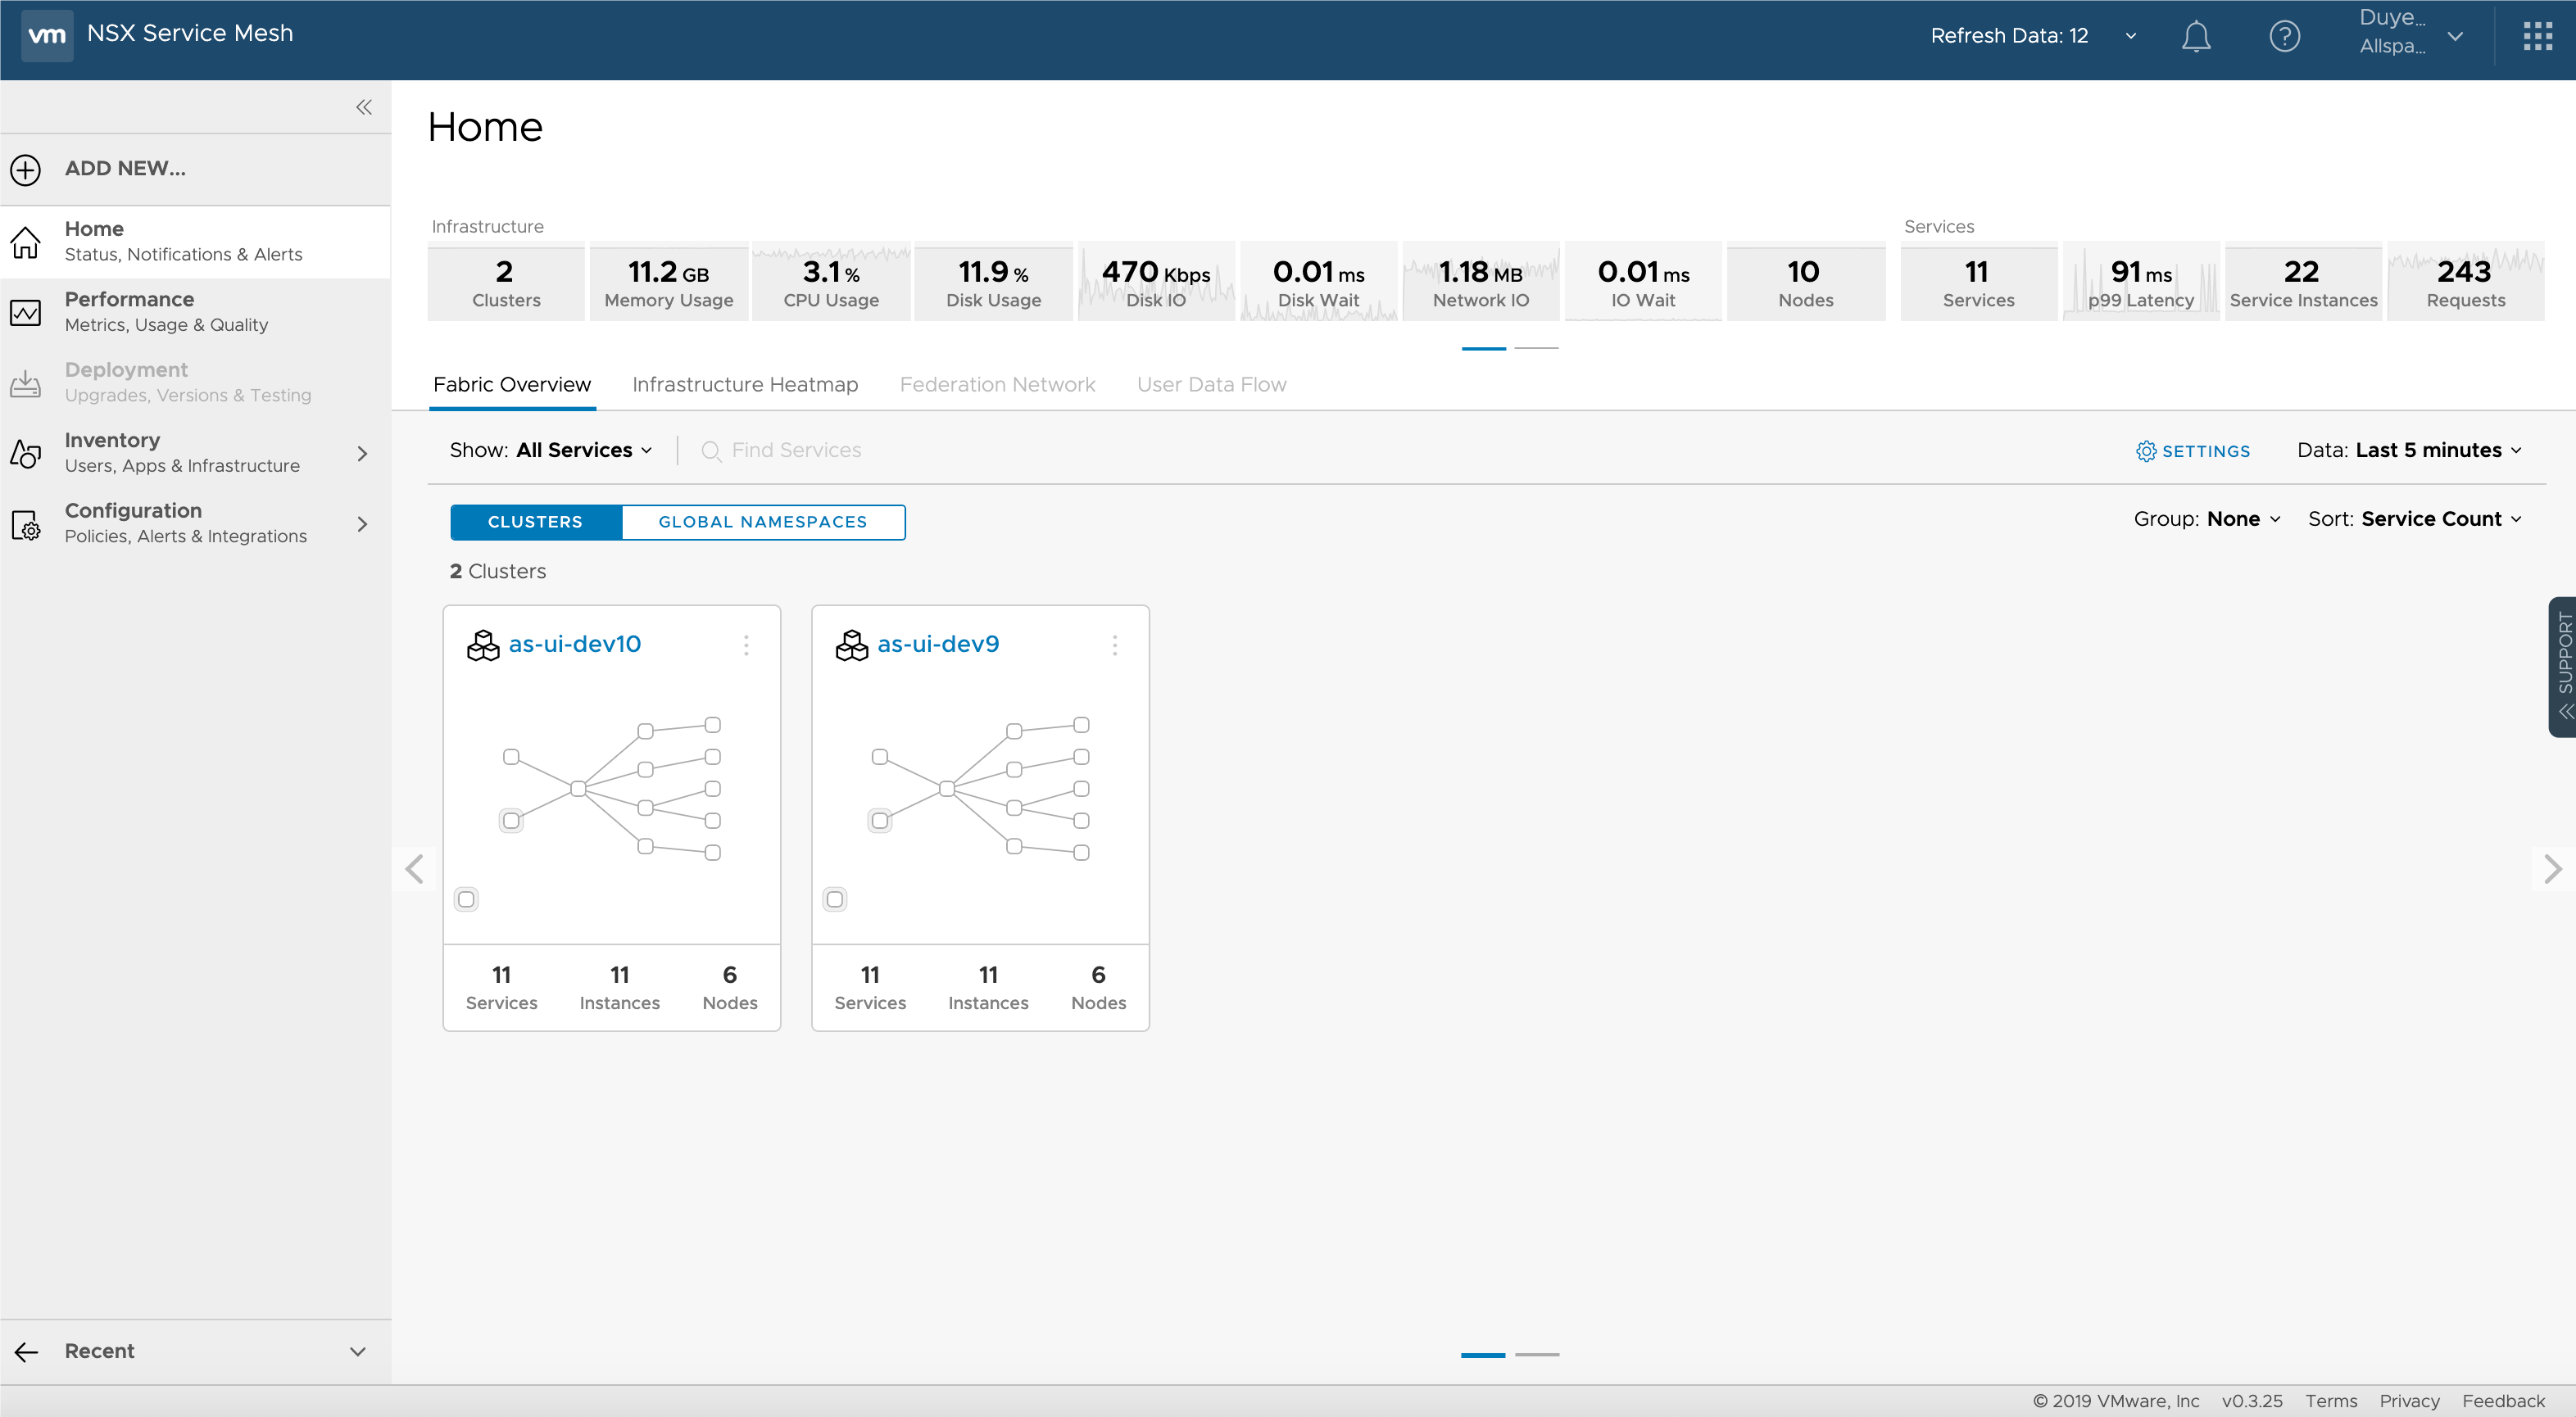 vm NSX Service Mesh
Refresh Data: 12
Duye...
Allspa...
ADD NEW...
Home
Status, Notifications & Alerts
Performance
Metrics, Usage & Quality
Deployment
Upgrades, Versions & Testing
Inventory
Users, Apps & Infrastructure
Configuration
Policies, Alerts & Integrations
Recent
Home
Infrastructure
2
Clusters
11.2 GB
Memory Usage
3.1 %
CPU Usage
11.9 %
Disk Usage
470 Kbps
Disk IO
0.01 ms
Disk Wait
1.18 MB
Network IO
0.01 ms
IO Wait
10
Nodes
Services
11
Services
91 ms
p99 Latency
22
Service Instances
243
Requests
Fabric Overview
Infrastructure Heatmap
Federation Network
User Data Flow
Show: All Services
Find Services
SETTINGS
Data: Last 5 minutes
CLUSTERS
GLOBAL NAMESPACES
Group: None
Sort: Service Count
2 Clusters
as-ui-dev10
11
Services
11
Instances
6
Nodes
as-ui-dev9
11
Services
11
Instances
6
Nodes
SUPPORT
© 2019 VMware, Inc v0.3.25 Terms Privacy Feedback